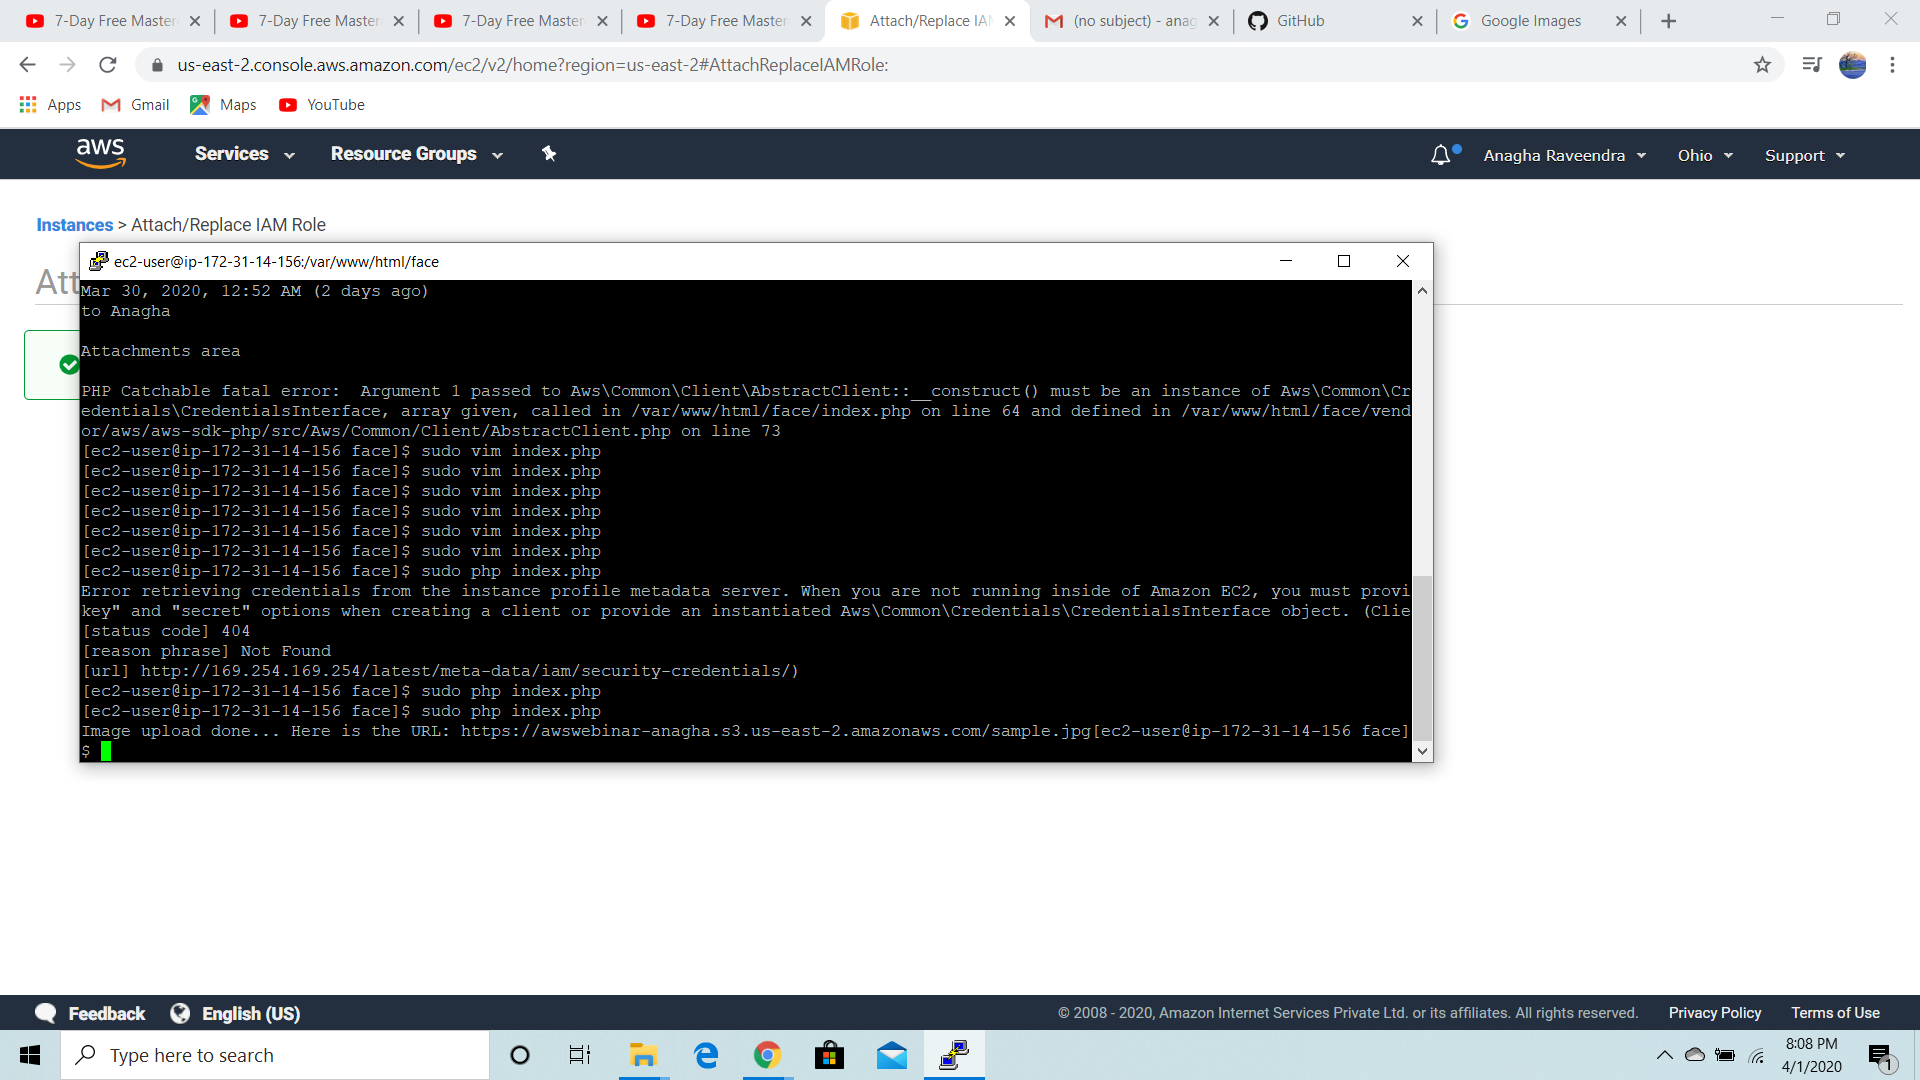 7-Day Free Master
7-Day Free Master
7-Day Free Master
7-Day Free Master
Attach/Replace IAM
(no subject) - anag
GitHub
Google Images
us-east-2.console.aws.amazon.com/ec2/v2/home?region=us-east-2#AttachReplaceIAMRole:
Apps
Gmail
Maps
YouTube
aws
Services
Resource Groups
Anagha Raveendra
Ohio
Support
Instances > Attach/Replace IAM Role
Att
ec2-user@ip-172-31-14-156:/var/www/html/face
Mar 30, 2020, 12:52 AM (2 days ago)
to Anagha
Attachments area
PHP Catchable fatal error:  Argument 1 passed to Aws\Common\Client\AbstractClient::__construct() must be an instance of Aws\Common\Cr
edentials\CredentialsInterface, array given, called in /var/www/html/face/index.php on line 64 and defined in /var/www/html/face/vend
or/aws/aws-sdk-php/src/Aws/Common/Client/AbstractClient.php on line 73
[ec2-user@ip-172-31-14-156 face]$ sudo vim index.php
[ec2-user@ip-172-31-14-156 face]$ sudo vim index.php
[ec2-user@ip-172-31-14-156 face]$ sudo vim index.php
[ec2-user@ip-172-31-14-156 face]$ sudo vim index.php
[ec2-user@ip-172-31-14-156 face]$ sudo vim index.php
[ec2-user@ip-172-31-14-156 face]$ sudo vim index.php
[ec2-user@ip-172-31-14-156 face]$ sudo php index.php
Error retrieving credentials from the instance profile metadata server. When you are not running inside of Amazon EC2, you must provi
key" and "secret" options when creating a client or provide an instantiated Aws\Common\Credentials\CredentialsInterface object. (Clie
[status code] 404
[reason phrase] Not Found
[url] http://169.254.169.254/latest/meta-data/iam/security-credentials/)
[ec2-user@ip-172-31-14-156 face]$ sudo php index.php
[ec2-user@ip-172-31-14-156 face]$ sudo php index.php
Image upload done... Here is the URL: https://awswebinar-anagha.s3.us-east-2.amazonaws.com/sample.jpg[ec2-user@ip-172-31-14-156 face]
$
Feedback
English (US)
© 2008 - 2020, Amazon Internet Services Private Ltd. or its affiliates. All rights reserved.
Privacy Policy
Terms of Use
Type here to search
8:08 PM
4/1/2020
1